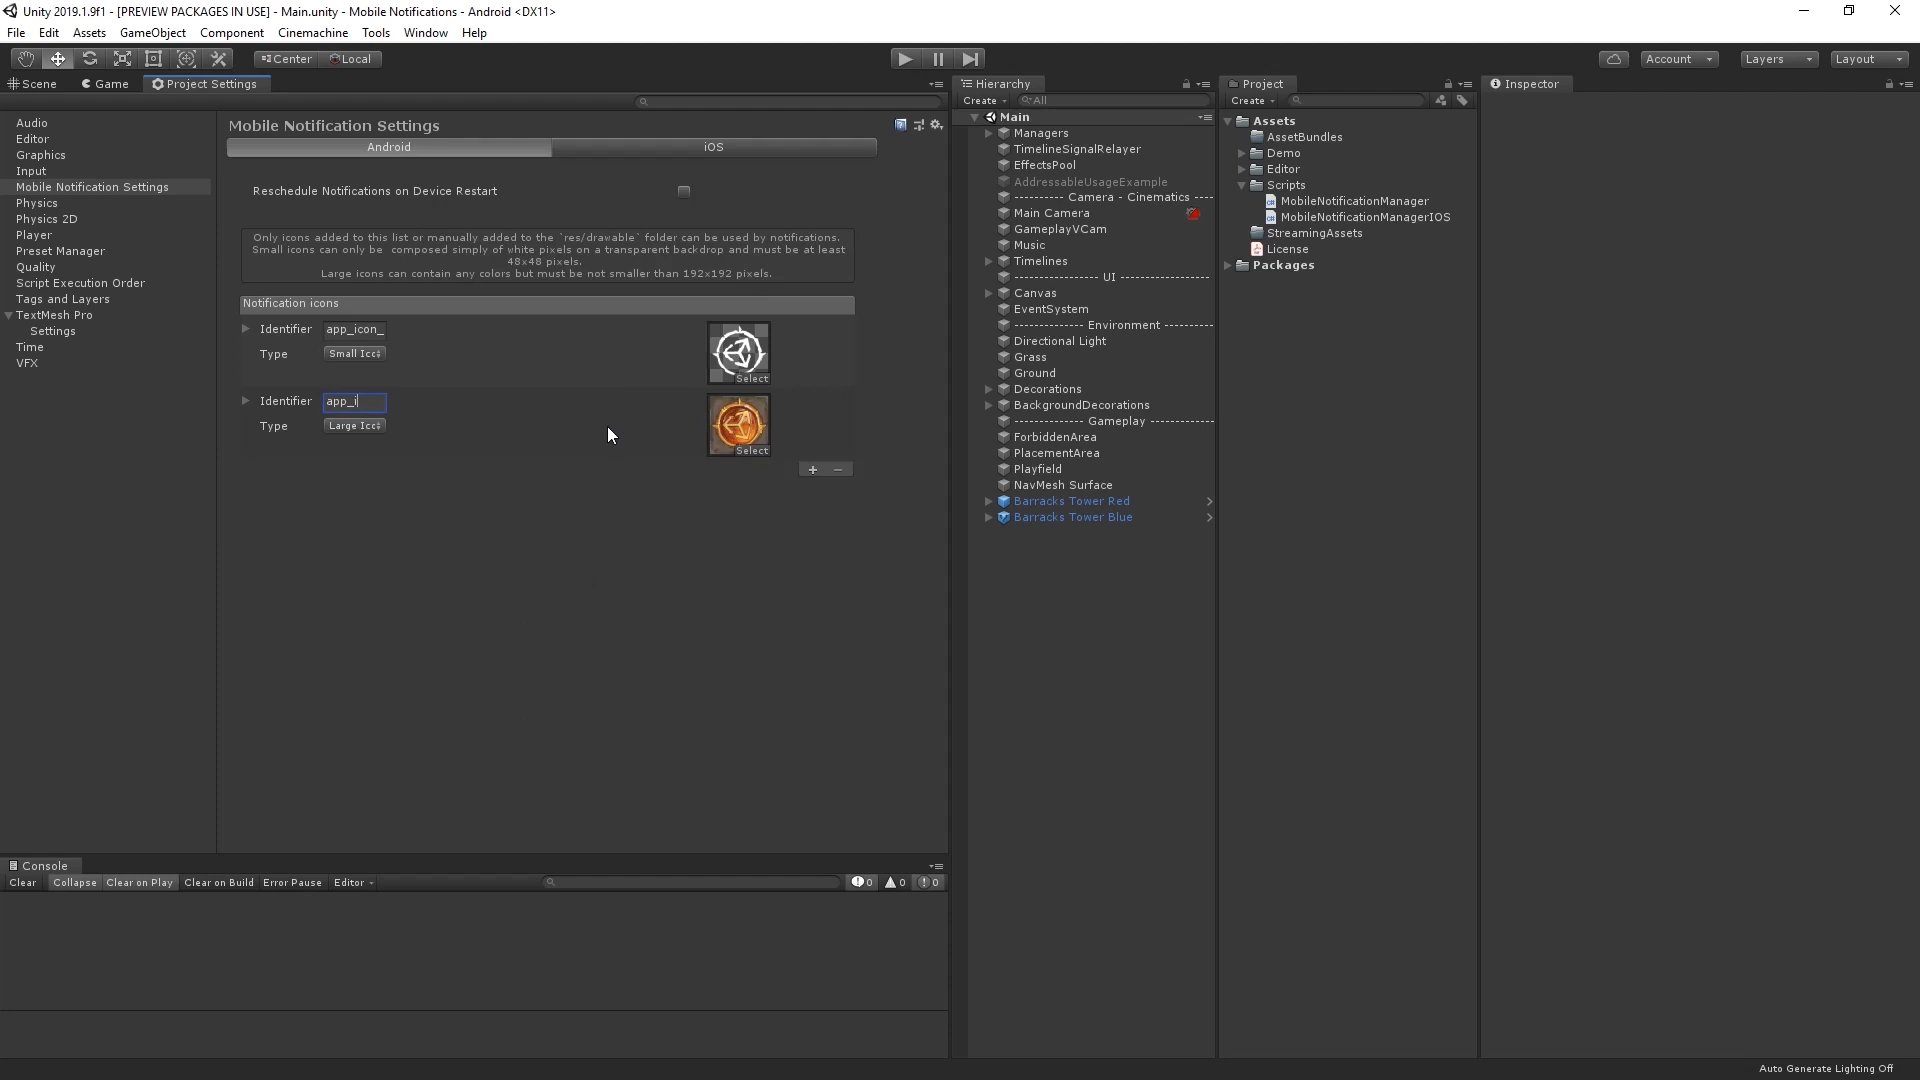 Unity 2019.1.9f1 - [PREVIEW PACKAGES IN USE] - Main.unity - Mobile Notifications - Android <DX11>
File Edit Assets GameObject Component Cinemachine Tools Window Help
Center Local
Account Layers Layout
Scene Game Project Settings
Audio
Editor
Graphics
Input
Mobile Notification Settings
Physics
Physics 2D
Player
Preset Manager
Quality
Script Execution Order
Tags and Layers
TextMesh Pro
Settings
Time
VFX
Mobile Notification Settings
Android iOS
Reschedule Notifications on Device Restart
Only icons added to this list or manually added to the `res/drawable` folder can be used by notifications.
Small icons can only be composed simply of white pixels on a transparent backdrop and must be at least
48x48 pixels.
Large icons can contain any colors but must be not smaller than 192x192 pixels.
Notification icons
Identifier app_icon_
Type Small Icc
Select
Identifier app_i
Type Large Icc
Select
+ −
Console
Clear Collapse Clear on Play Clear on Build Error Pause Editor
0 0 0
Hierarchy
Create All
Main
Managers
TimelineSignalRelayer
EffectsPool
AddressableUsageExample
---------- Camera - Cinematics ----
Main Camera
GameplayVCam
Music
Timelines
---------------- UI -----------------
Canvas
EventSystem
------------- Environment ---------
Directional Light
Grass
Ground
Decorations
BackgroundDecorations
-------------- Gameplay ------------
ForbiddenArea
PlacementArea
Playfield
NavMesh Surface
Barracks Tower Red
Barracks Tower Blue
Project
Create
Assets
AssetBundles
Demo
Editor
Scripts
MobileNotificationManager
MobileNotificationManagerIOS
StreamingAssets
License
Packages
Inspector
Auto Generate Lighting Off